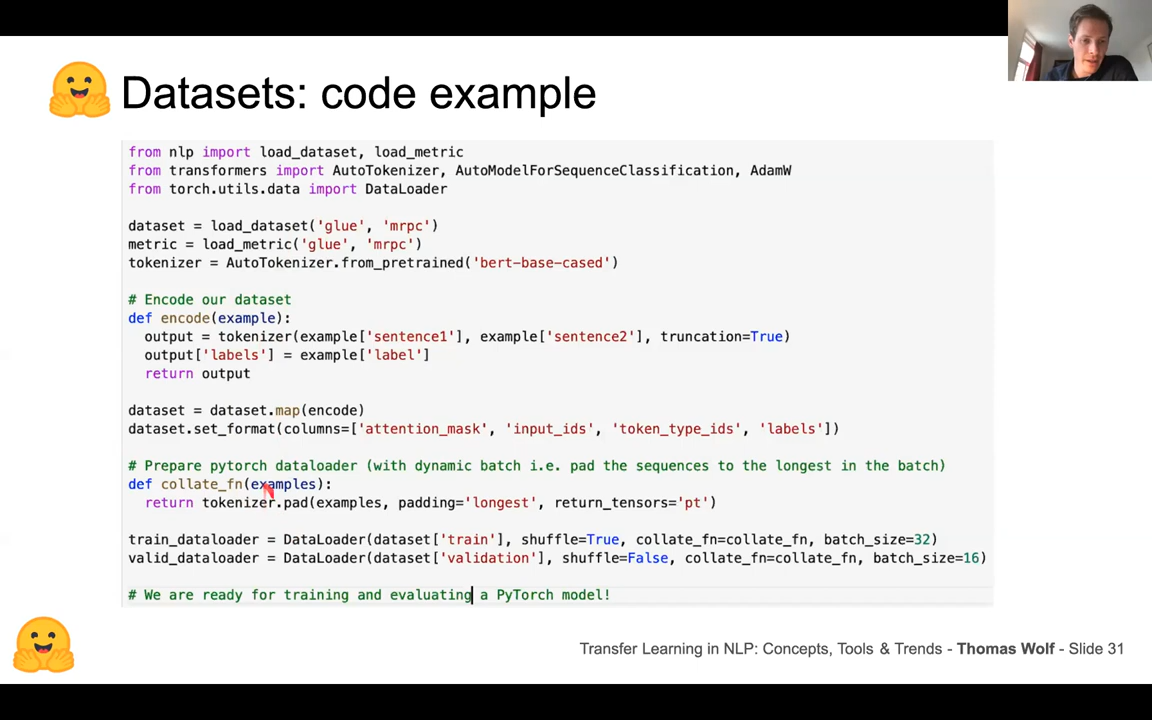 Datasets: code example
from nlp import load_dataset, load_metric
from transformers import AutoTokenizer, AutoModelForSequenceClassification, AdamW
from torch.utils.data import DataLoader
dataset = load_dataset('glue', 'mrpc')
metric = load_metric('glue', 'mrpc')
tokenizer = AutoTokenizer.from_pretrained('bert-base-cased')
# Encode our dataset
def encode(example):
  output = tokenizer(example['sentence1'], example['sentence2'], truncation=True)
  output['labels'] = example['label']
  return output
dataset = dataset.map(encode)
dataset.set_format(columns=['attention_mask', 'input_ids', 'token_type_ids', 'labels'])
# Prepare pytorch dataloader (with dynamic batch i.e. pad the sequences to the longest in the batch)
def collate_fn(examples):
  return tokenizer.pad(examples, padding='longest', return_tensors='pt')
train_dataloader = DataLoader(dataset['train'], shuffle=True, collate_fn=collate_fn, batch_size=32)
valid_dataloader = DataLoader(dataset['validation'], shuffle=False, collate_fn=collate_fn, batch_size=16)
# We are ready for training and evaluating a PyTorch model!
Transfer Learning in NLP: Concepts, Tools & Trends - Thomas Wolf - Slide 31